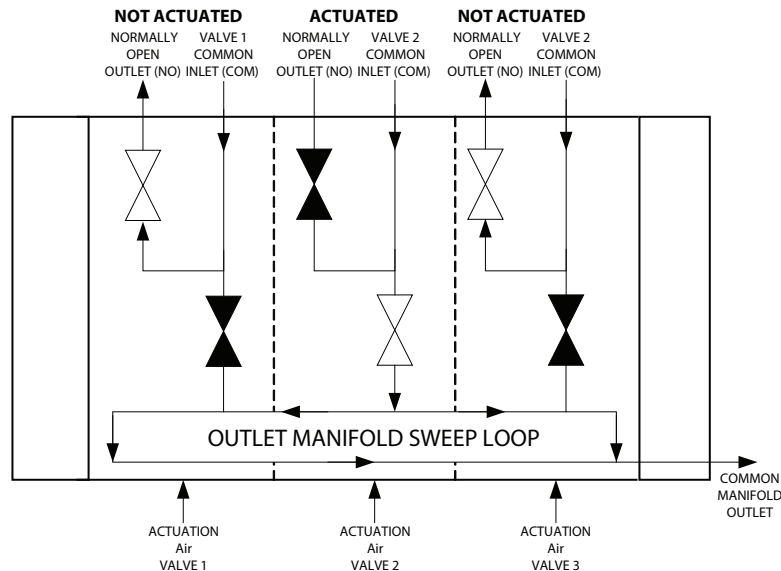 NOT ACTUATED
NORMALLY
OPEN
OUTLET (NO)
VALVE 1
COMMON
INLET (COM)
ACTUATED
NORMALLY
OPEN
OUTLET (NO)
VALVE 2
COMMON
INLET (COM)
NOT ACTUATED
NORMALLY
OPEN
OUTLET (NO)
VALVE 2
COMMON
INLET (COM)
OUTLET MANIFOLD SWEEP LOOP
COMMON
MANIFOLD
OUTLET
ACTUATION
Air
VALVE 1
ACTUATION
Air
VALVE 2
ACTUATION
Air
VALVE 3